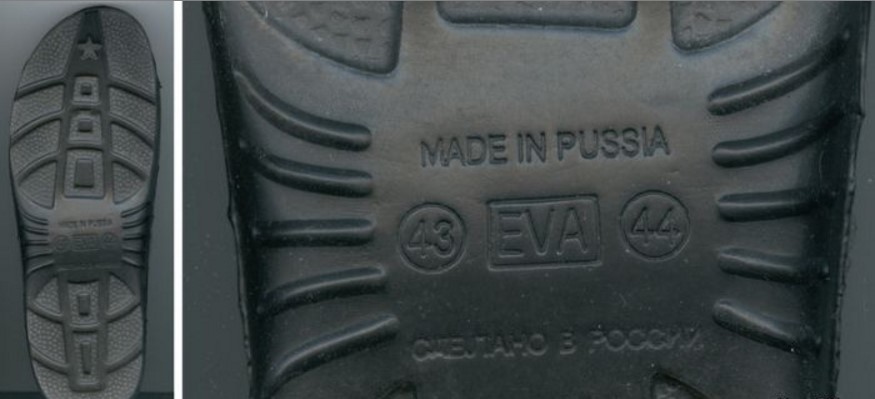 MADE IN PUSSIA
43 EVA 44
СДЕЛАНО В РОССИИ